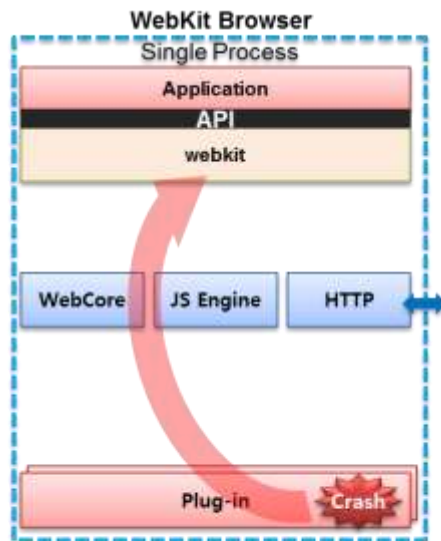 WebKit Browser
Single Process
Application
API
webkit
WebCore JS Engine HTTP
Plug-in Crash